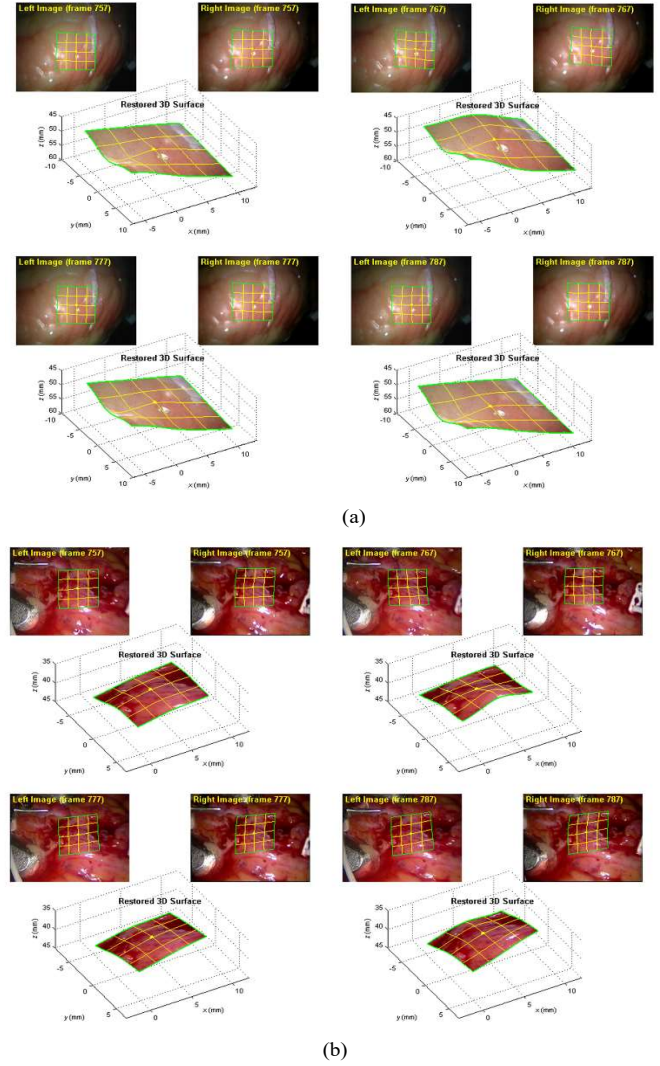 Left Image (frame 757) Right Image (frame 757) Left Image (frame 767) Right Image (frame 767)
Restored 3D Surface Restored 3D Surface
45 45
50 50
55 55
60 60
z (mm) z (mm)
-10 -10
-5 -5
0 0
5 5
10 10
y (mm) y (mm)
-5 0 5 10 -5 0 5 10
x (mm) x (mm)
Left Image (frame 777) Right Image (frame 777) Left Image (frame 787) Right Image (frame 787)
Restored 3D Surface Restored 3D Surface
45 45
50 50
55 55
60 60
z (mm) z (mm)
-10 -10
-5 -5
0 0
5 5
10 10
y (mm) y (mm)
-5 0 5 10 -5 0 5 10
x (mm) x (mm)
(a)
Left Image (frame 757) Right Image (frame 757) Left Image (frame 767) Right Image (frame 767)
Restored 3D Surface Restored 3D Surface
35 35
40 40
45 45
z (mm) z (mm)
-5 -5
0 0
5 5
y (mm) y (mm)
0 5 10 0 5 10
x (mm) x (mm)
Left Image (frame 777) Right Image (frame 777) Left Image (frame 787) Right Image (frame 787)
Restored 3D Surface Restored 3D Surface
35 35
40 40
45 45
z (mm) z (mm)
-5 -5
0 0
5 5
y (mm) y (mm)
0 5 10 0 5 10
x (mm) x (mm)
(b)